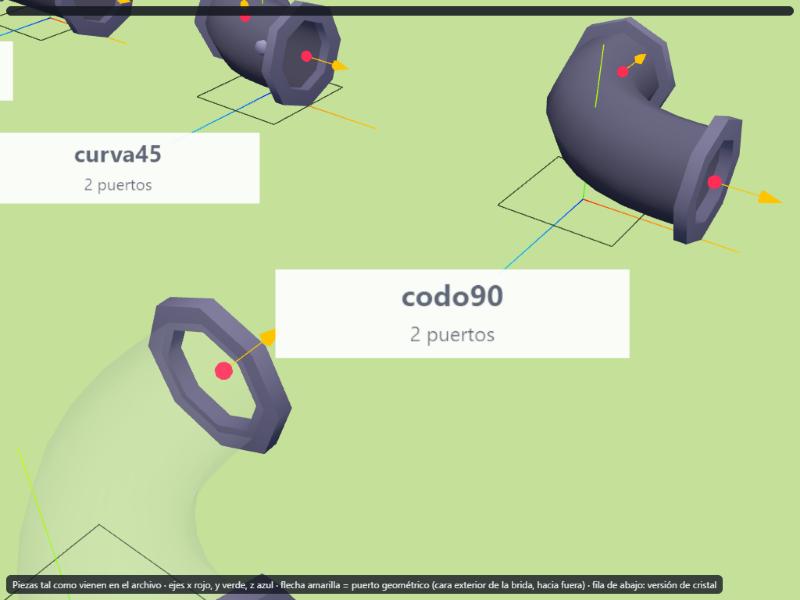 curva45
2 puertos
codo90
2 puertos
Piezas tal como vienen en el archivo · ejes x rojo, y verde, z azul · flecha amarilla = puerto geométrico (cara exterior de la brida, hacia fuera) · fila de abajo: versión de cristal